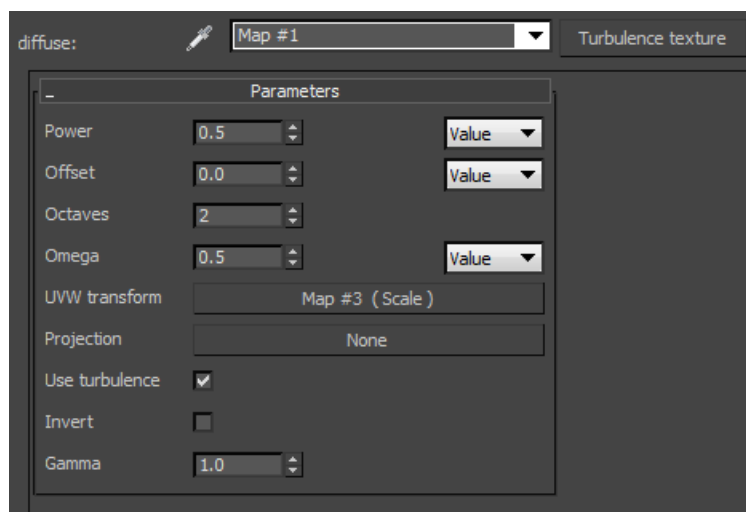 diffuse: Map #1 Turbulence texture
- Parameters
Power 0.5 Value
Offset 0.0 Value
Octaves 2
Omega 0.5 Value
UVW transform Map #3 ( Scale )
Projection None
Use turbulence
Invert
Gamma 1.0